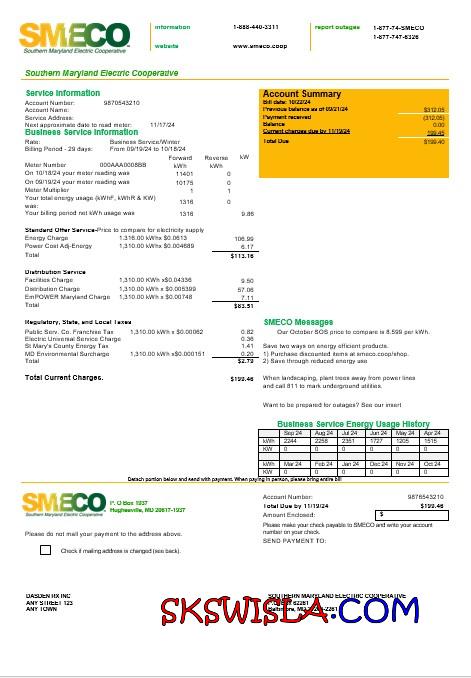 SMECO
Southern Maryland Electric Cooperative
information 1-888-440-3311
website www.smeco.coop
report outages 1-877-74-SMECO
1-877-747-6326
Southern Maryland Electric Cooperative
Service Information
Account Number: 9870543210
Account Name:
Service Address:
Next approximate date to read meter: 11/17/24
Business Service Information
Rate: Business Service/Winter
Billing Period - 29 days: From 09/19/24 to 10/18/24
Forward Reverse kW
Meter Number 000AAA0008BB kWh kWh
On 10/18/24 your meter reading was 11401 0
On 09/19/24 your meter reading was 10175 0
Meter Multiplier 1 1
Your total energy usage (kWhF, kWhR & KW) was: 1316 0
Your billing period net kWh usage was 1316 9.86
Standard Offer Service-Price to compare for electricity supply
Energy Charge 1,316.00 kWhx $0.0613 106.99
Power Cost Adj-Energy 1,310.00 kWh x $0.004689 6.17
Total $113.16
Distribution Service
Facilities Charge 1,310.00 KWh x$0.04336 9.50
Distribution Charge 1,310.00 KWh x$0.005399 57.06
EmPOWER Maryland Charge 1,310.00 KWh x $0.00748 7.11
Total $83.51
Regulatory, State, and Local Taxes
Public Serv. Co. Franchise Tax 1,310.00 kWh x $0.00062 0.82
Electric Universal Service Charge 0.36
St Mary's County Energy Tax 1.41
MD Environmental Surcharge 1,310.00 kWh x$0.000151 0.20
Total $2.79
Total Current Charges. $199.46
Account Summary
Bill date: 10/22/24
Previous balance as of 09/21/24 $312.05
Payment received (312.05)
Balance 0.00
Current charges due by 11/19/24 199.46
Total Due $199.40
SMECO Messages
Our October SOS price to compare is 8.599 per kWh.
Save two ways on energy efficient products.
1) Purchase discounted items at smeco.coop/shop.
2) Save through reduced energy use
When landscaping, plant trees away from power lines
and call 811 to mark underground utilities.
Want to be prepared for outages? See our insert
Business Service Energy Usage History
Sep 24 Aug 24 Jul 24 Jun 24 May 24 Apr 24
kWh 2244 2258 2351 1727 1205 1515
KW 0 0 0 0 0 0
Mar 24 Feb 24 Jan 24 Dec 24 Nov 24 Oct 24
kWh
KW 0 0 0 0 0 0
Detach portion below and send with payment. When paying in person, please bring entire bill
SMECO
Southern Maryland Electric Cooperative
P. O Box 1937
Hughesville, MD 20617-1937
Please do not mail your payment to the address above.
Check if mailing address is changed (see back).
Account Number: 9876543210
Total Due by 11/19/24 $199.46
Amount Enclosed: $
Please make your check payable to SMECO and write your account
number on your check.
SEND PAYMENT TO:
DASDEN RX INC
ANY STREET 123
ANY TOWN
SOUTHERN MARYLAND ELECTRIC COOPERATIVE
SKSWISLA.COM